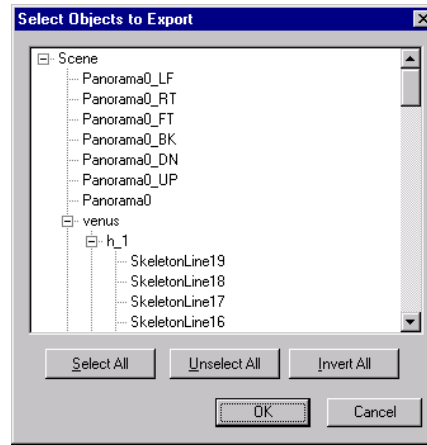 Select Objects to Export
Scene
Panorama0_LF
Panorama0_RT
Panorama0_FT
Panorama0_BK
Panorama0_DN
Panorama0_UP
Panorama0
venus
h_1
SkeletonLine19
SkeletonLine18
SkeletonLine17
SkeletonLine16
Select All Unselect All Invert All
OK Cancel